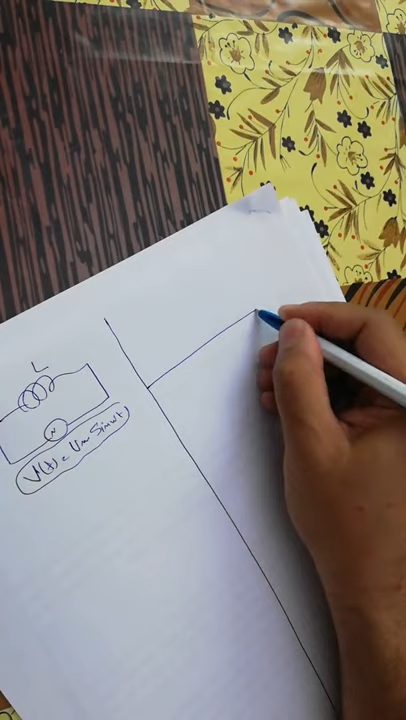 L
~
V(t) = Vm Sinωt